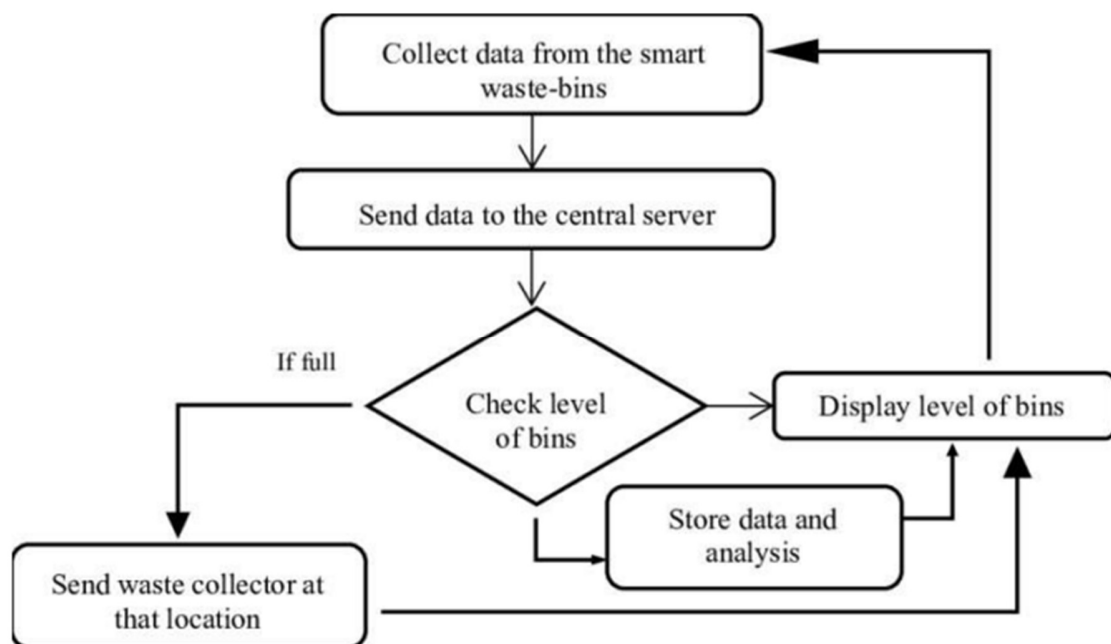 Collect data from the smart
waste-bins
Send data to the central server
If full
Check level
of bins
Display level of bins
Store data and
analysis
Send waste collector at
that location